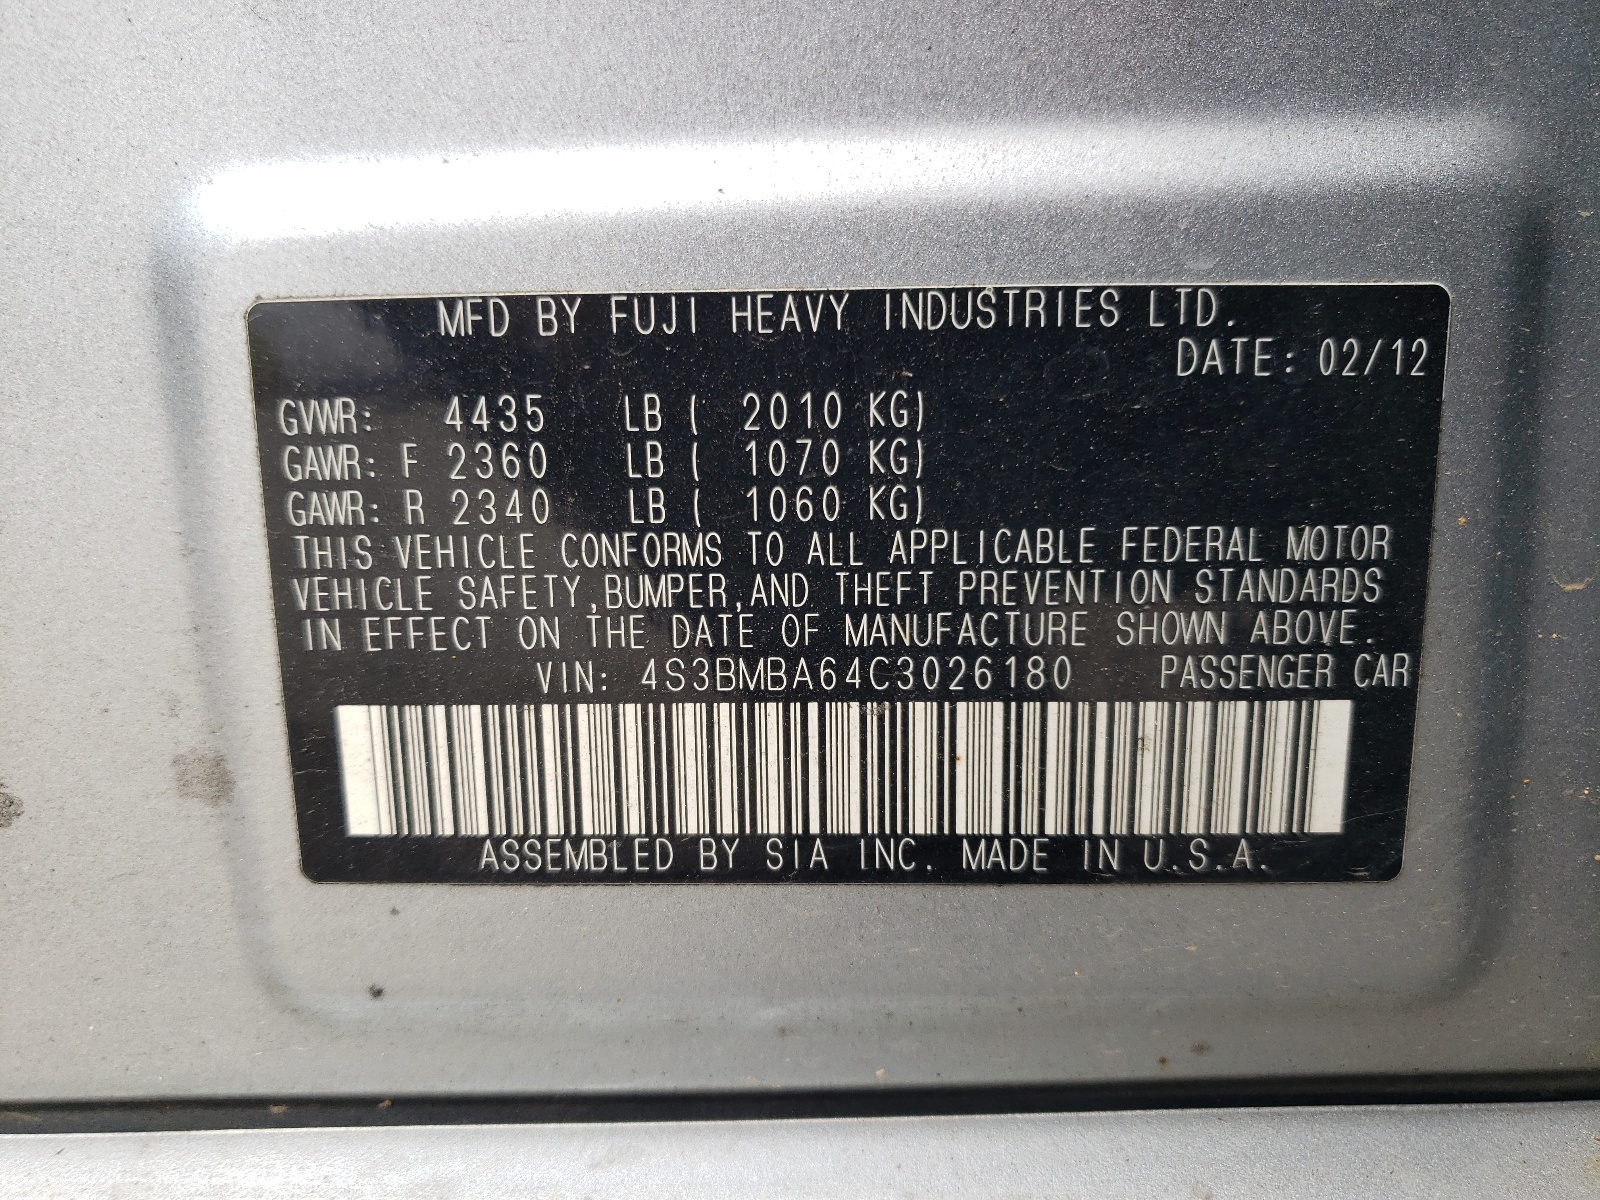 MFD BY FUJI HEAVY INDUSTRIES LTD.
DATE: 02/12
GVWR: 4435 LB ( 2010 KG)
GAWR: F 2360 LB ( 1070 KG)
GAWR: R 2340 LB ( 1060 KG)
THIS VEHICLE CONFORMS TO ALL APPLICABLE FEDERAL MOTOR
VEHICLE SAFETY,BUMPER,AND THEFT PREVENTION STANDARDS
IN EFFECT ON THE DATE OF MANUFACTURE SHOWN ABOVE.
VIN: 4S3BMBA64C3026180 PASSENGER CAR
ASSEMBLED BY SIA INC. MADE IN U.S.A.